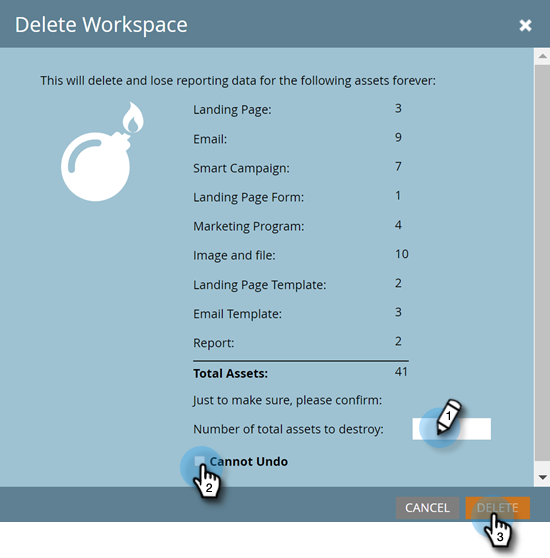 Delete Workspace
This will delete and lose reporting data for the following assets forever:
Landing Page: 3
Email: 9
Smart Campaign: 7
Landing Page Form: 1
Marketing Program: 4
Image and file: 10
Landing Page Template: 2
Email Template: 3
Report: 2
Total Assets: 41
Just to make sure, please confirm:
Number of total assets to destroy: 1
Cannot Undo
2
CANCEL DELETE
3